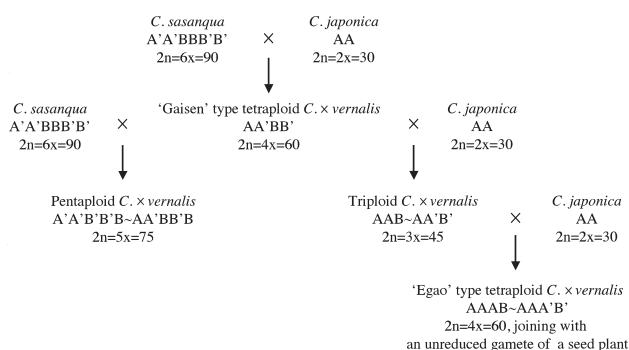 C. sasanqua
A'A'BBB'B'
2n=6x=90
×
C. japonica
AA
2n=2x=30
C. sasanqua
A'A'BBB'B'
2n=6x=90
×
'Gaisen' type tetraploid C. × vernalis
AA'BB'
2n=4x=60
×
C. japonica
AA
2n=2x=30
Pentaploid C. × vernalis
A'A'B'B'B~AA'BB'B
2n=5x=75
Triploid C. × vernalis
AAB~AA'B'
2n=3x=45
×
C. japonica
AA
2n=2x=30
'Egao' type tetraploid C. × vernalis
AAAB~AAA'B'
2n=4x=60, joining with
an unreduced gamete of a seed plant